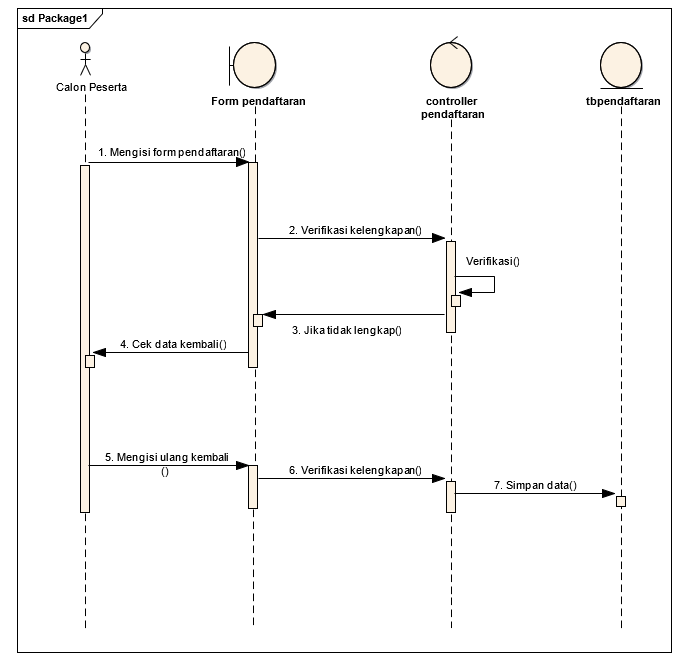 sd Package1
Calon Peserta
Form pendaftaran
controller
pendaftaran
tbpendaftaran
1. Mengisi form pendaftaran()
2. Verifikasi kelengkapan()
Verifikasi()
3. Jika tidak lengkap()
4. Cek data kembali()
5. Mengisi ulang kembali
()
6. Verifikasi kelengkapan()
7. Simpan data()